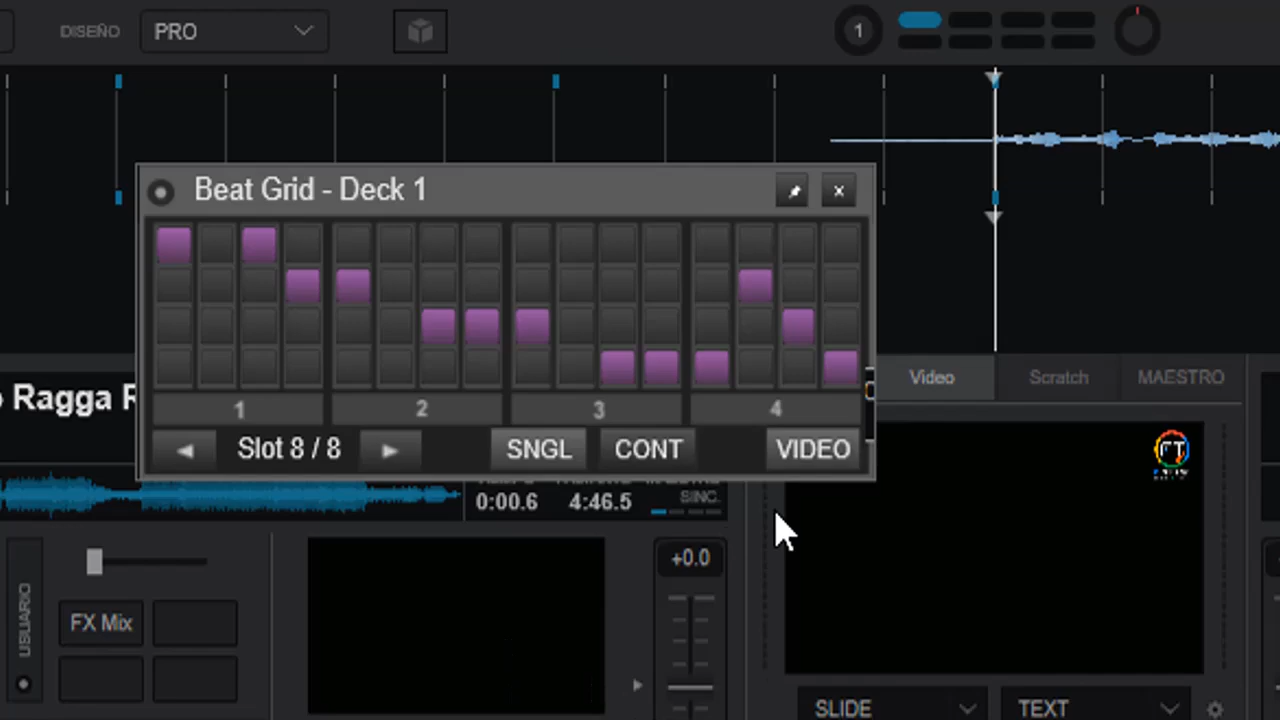 DISEÑO
PRO
1
Beat Grid - Deck 1
1 2 3 4
Slot 8 / 8
SNGL
CONT
VIDEO
Ragga
Video
Scratch
MAESTRO
FT
0:00.6
4:46.5
SINC.
+0.0
USUARIO
FX Mix
SLIDE
TEXT